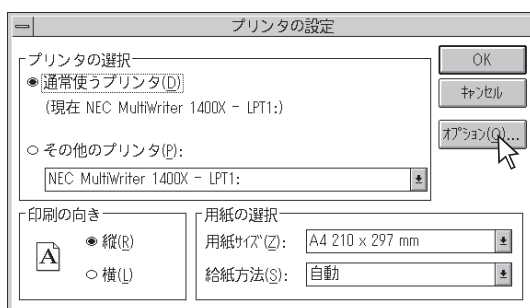 プリンタの設定
プリンタの選択
通常使うプリンタ(D)
(現在 NEC MultiWriter 1400X - LPT1:)
その他のプリンタ(P):
NEC MultiWriter 1400X - LPT1:
OK
ｷｬﾝｾﾙ
ｵﾌﾟｼｮﾝ(O)...
印刷の向き
A
縦(R)
横(L)
用紙の選択
用紙ｻｲｽﾞ(Z): A4 210 x 297 mm
給紙方法(S): 自動